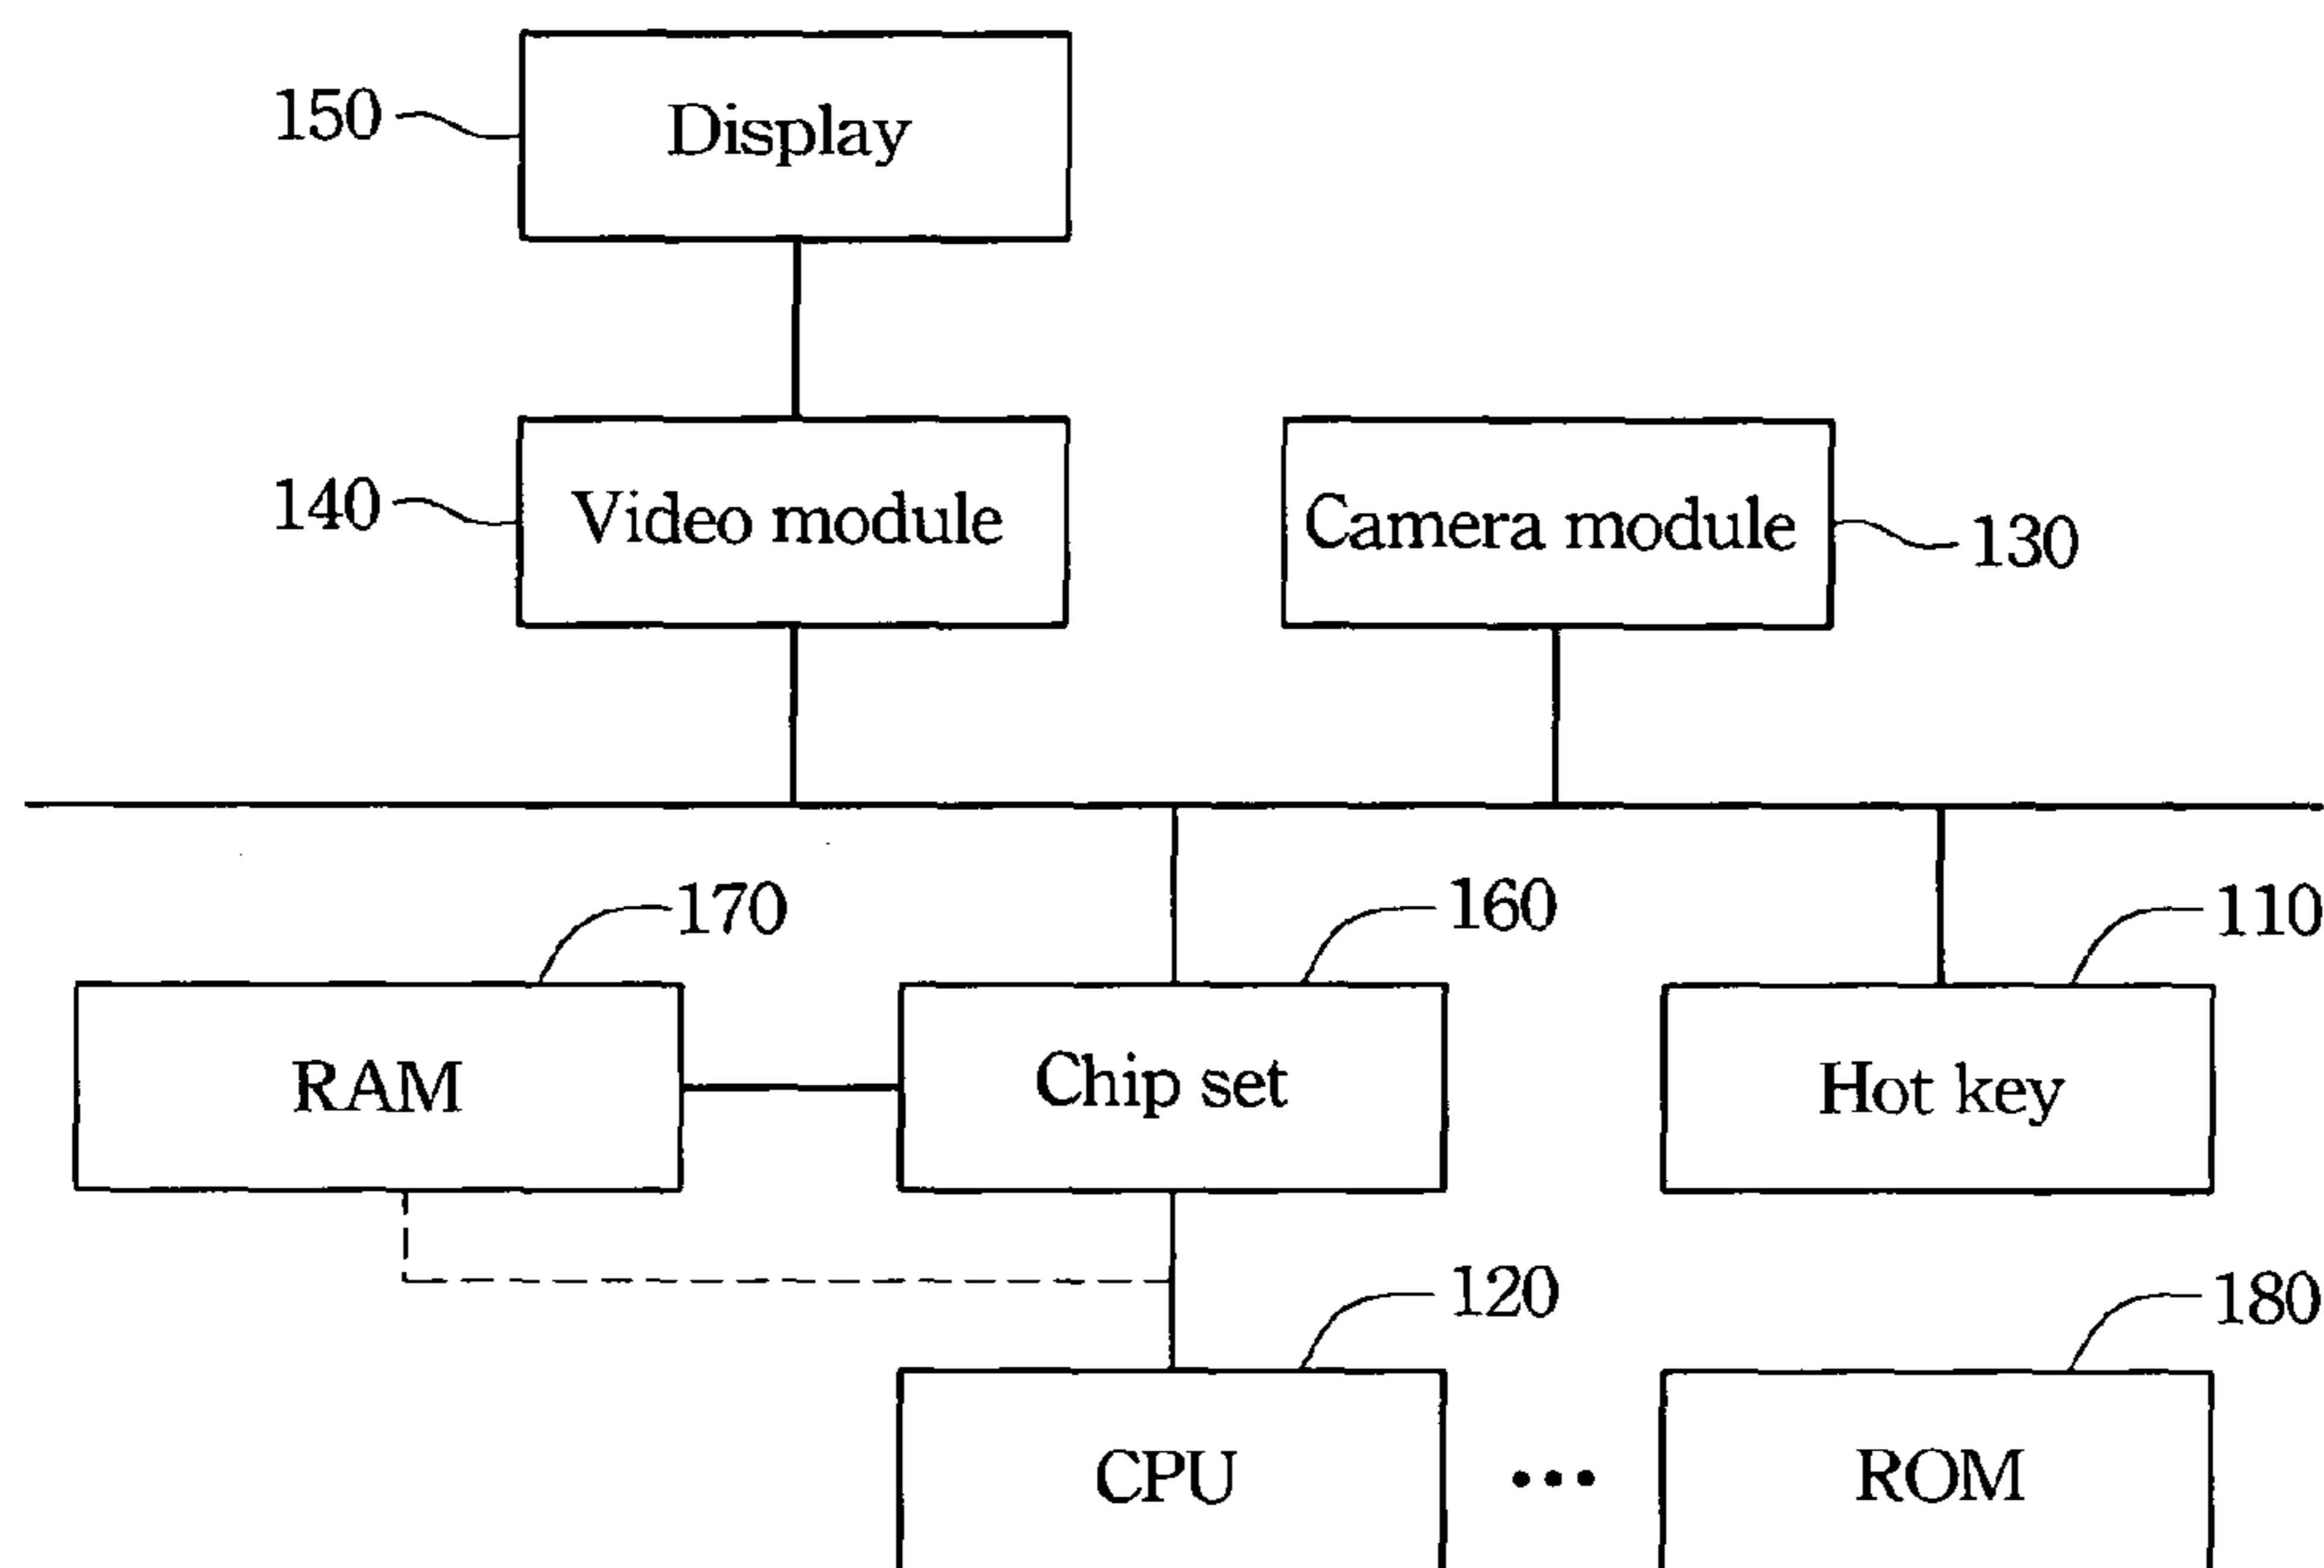 150
Display
140
Video module
Camera module
130
170
160
110
RAM
Chip set
Hot key
120
180
CPU
•••
ROM